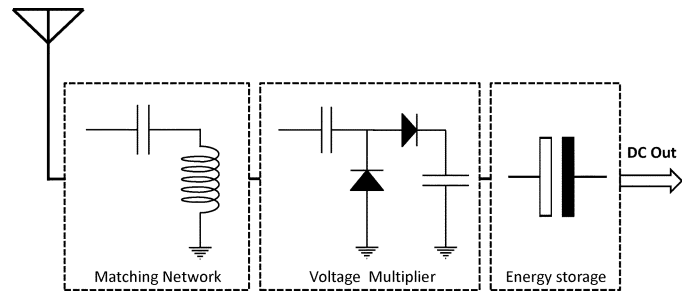 DC Out
Matching Network
Voltage Multiplier
Energy storage